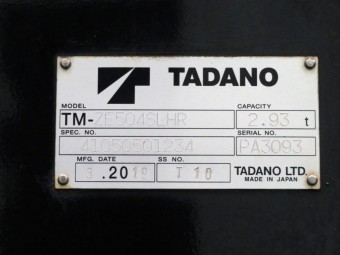 TADANO
MODEL CAPACITY
TM-ZE504SLHR 2.93 t
SPEC. NO. SERIAL NO.
41050501234 PA3093
MFG. DATE SS NO.
3 .2019 T 10 TADANO LTD.
MADE IN JAPAN